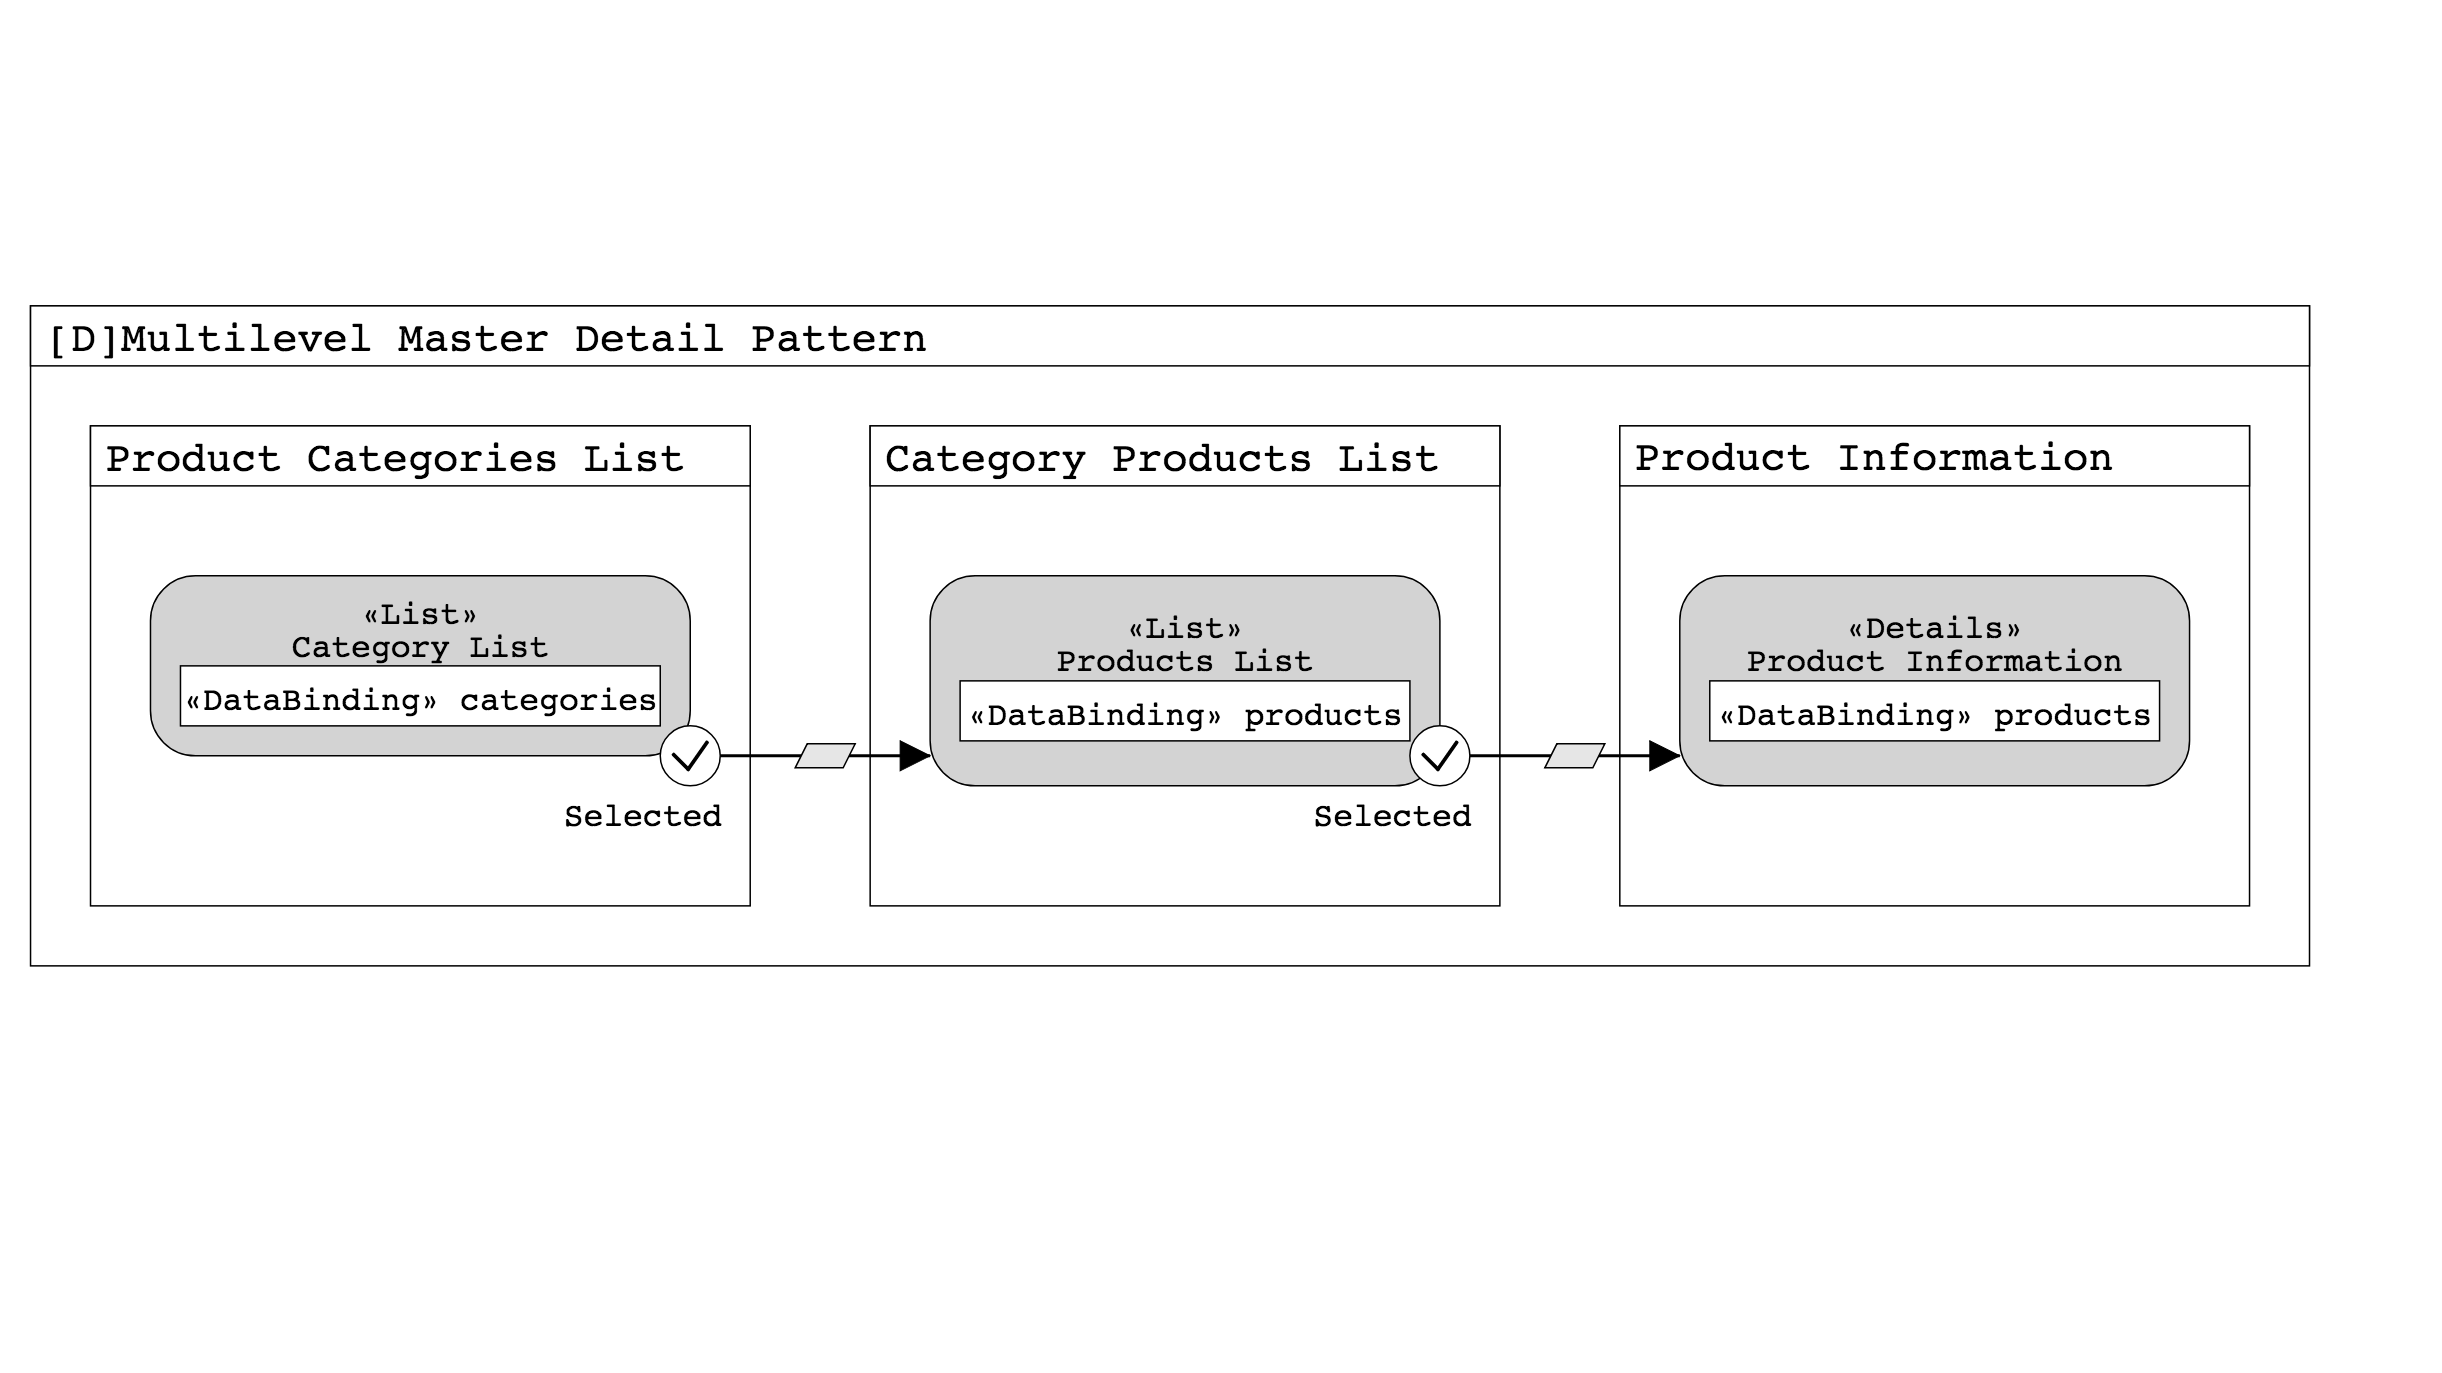 [D]Multilevel Master Detail Pattern
Product Categories List
«List»
Category List
«DataBinding» categories
Selected
Category Products List
«List»
Products List
«DataBinding» products
Selected
Product Information
«Details»
Product Information
«DataBinding» products